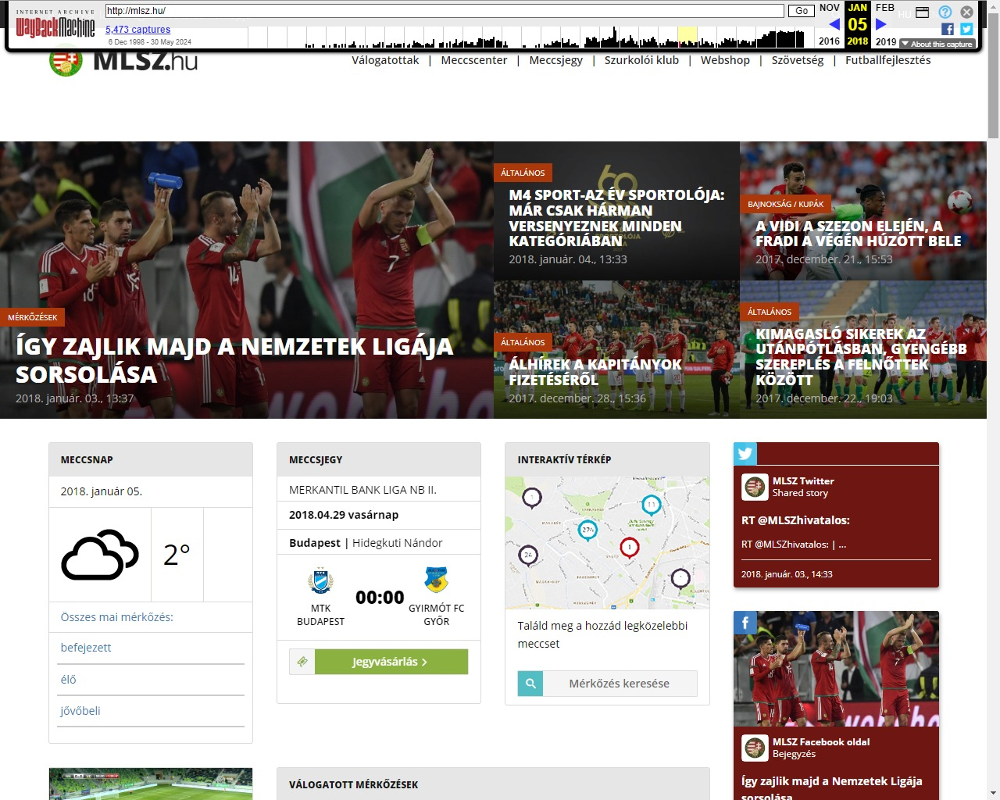 INTERNET ARCHIVE
WayBackMachine
http://mlsz.hu/
Go
5,473 captures
6 Dec 1998 - 30 May 2024
NOV
JAN
FEB
05
2016
2018
2019
About this capture
HU
MLSZ.hu
Válogatottak | Meccscenter | Meccsjegy | Szurkolói klub | Webshop | Szövetség | Futballfejlesztés
MÉRKŐZÉSEK
ÍGY ZAJLIK MAJD A NEMZETEK LIGÁJA
SORSOLÁSA
2018. január. 03., 13:37
ÁLTALÁNOS
M4 SPORT-AZ ÉV SPORTOLÓJA:
MÁR CSAK HÁRMAN
VERSENYEZNEK MINDEN
KATEGÓRIÁBAN
2018. január. 04., 13:33
BAJNOKSÁG / KUPÁK
A VIDI A SZEZON ELEJÉN, A
FRADI A VÉGÉN HÚZOTT BELE
2017. december. 21., 15:53
ÁLTALÁNOS
ÁLHÍREK A KAPITÁNYOK
FIZETÉSÉRŐL
2017. december. 28., 15:36
ÁLTALÁNOS
KIMAGASLÓ SIKEREK AZ
UTÁNPÓTLÁSBAN, GYENGÉBB
SZEREPLÉS A FELNŐTTEK
KÖZÖTT
2017. december. 22., 19:03
MECCSNAP
2018. január 05.
2°
Összes mai mérkőzés:
befejezett
élő
jövőbeli
MECCSJEGY
MERKANTIL BANK LIGA NB II.
2018.04.29 vasárnap
Budapest | Hidegkuti Nándor
00:00
MTK
BUDAPEST
GYIRMÓT FC
GYŐR
Jegyvásárlás
INTERAKTÍV TÉRKÉP
1
11
274
24
1
1
Találd meg a hozzád legközelebbi
meccset
Mérkőzés keresése
MLSZ Twitter
Shared story
RT @MLSZhivatalos:
RT @MLSZhivatalos: | ...
2018. január. 03., 14:33
MLSZ Facebook oldal
Bejegyzés
Így zajlik majd a Nemzetek Ligája
sorsolása
VÁLOGATOTT MÉRKŐZÉSEK